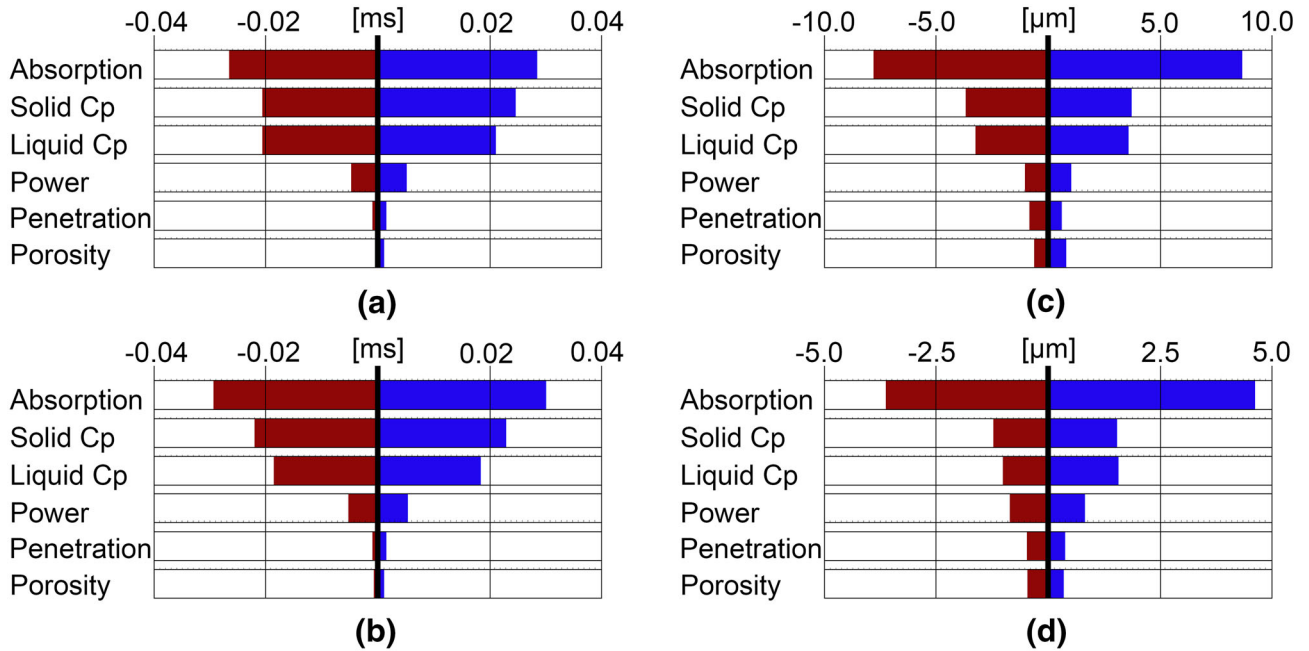 -0.04 -0.02 [ms] 0.02 0.04
Absorption
Solid Cp
Liquid Cp
Power
Penetration
Porosity
(a)
-10.0 -5.0 [µm] 5.0 10.0
Absorption
Solid Cp
Liquid Cp
Power
Penetration
Porosity
(c)
-0.04 -0.02 [ms] 0.02 0.04
Absorption
Solid Cp
Liquid Cp
Power
Penetration
Porosity
(b)
-5.0 -2.5 [µm] 2.5 5.0
Absorption
Solid Cp
Liquid Cp
Power
Penetration
Porosity
(d)